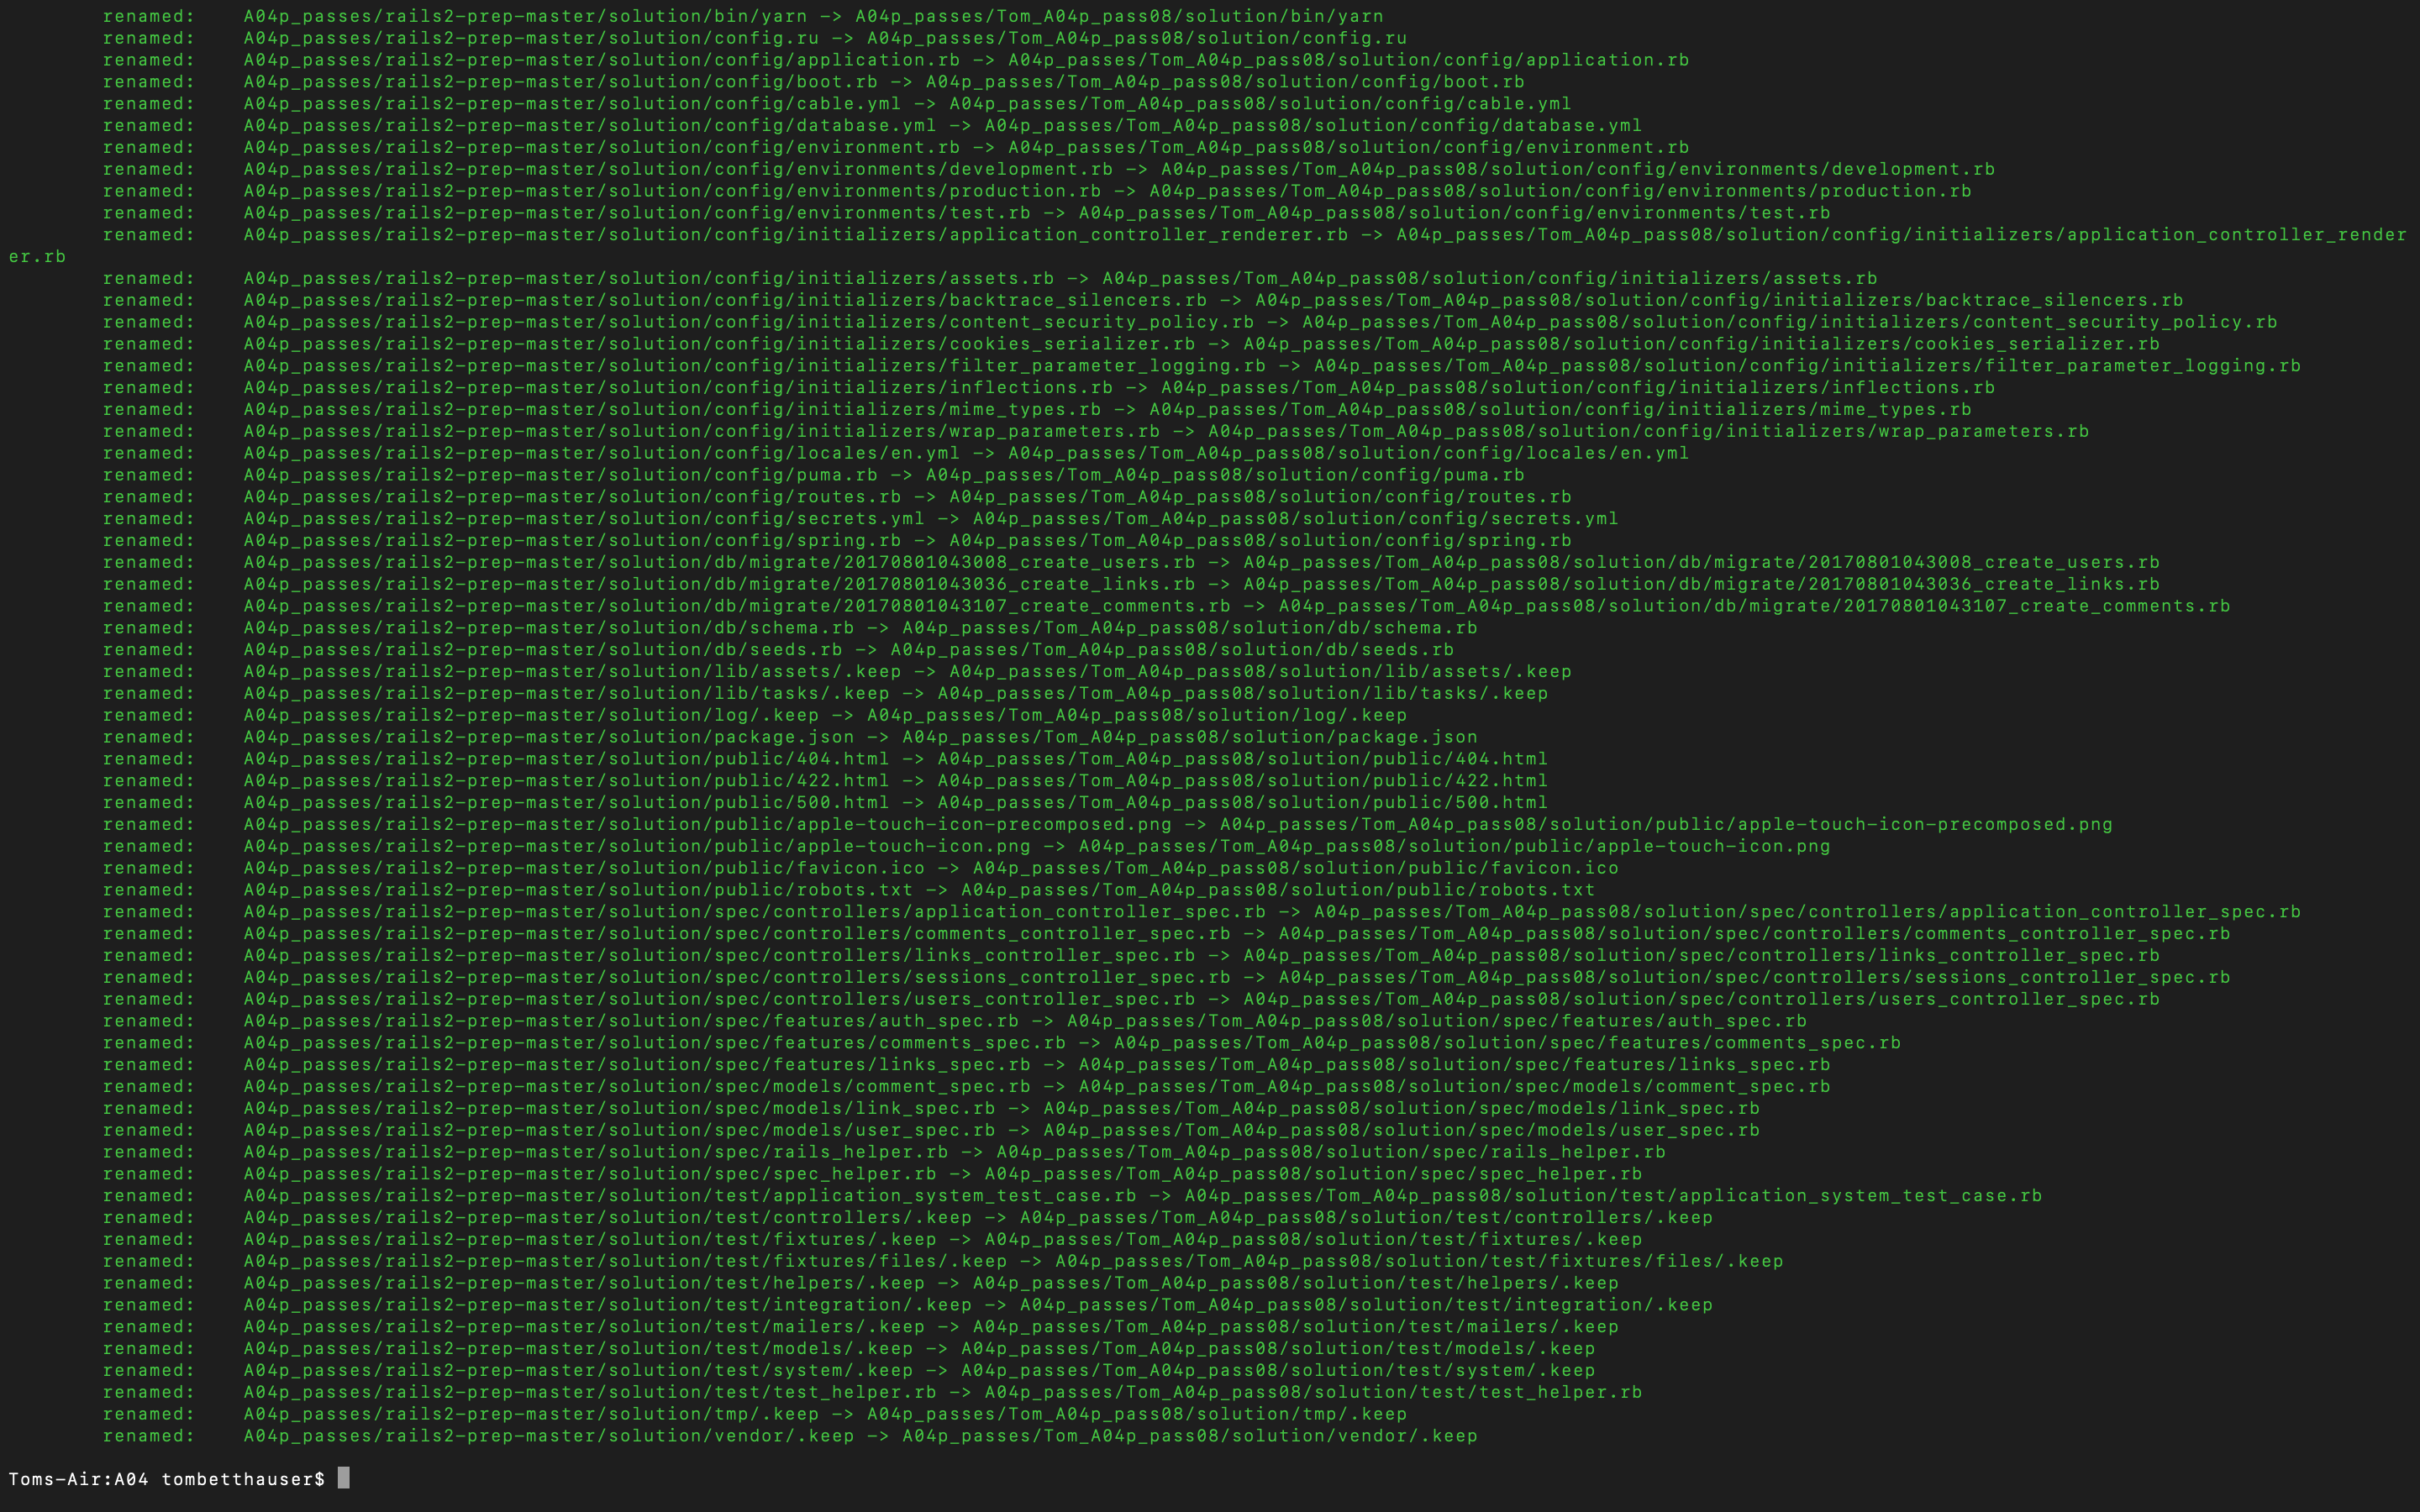 renamed:    A04p_passes/rails2-prep-master/solution/bin/yarn -> A04p_passes/Tom_A04p_pass08/solution/bin/yarn
renamed:    A04p_passes/rails2-prep-master/solution/config.ru -> A04p_passes/Tom_A04p_pass08/solution/config.ru
renamed:    A04p_passes/rails2-prep-master/solution/config/application.rb -> A04p_passes/Tom_A04p_pass08/solution/config/application.rb
renamed:    A04p_passes/rails2-prep-master/solution/config/boot.rb -> A04p_passes/Tom_A04p_pass08/solution/config/boot.rb
renamed:    A04p_passes/rails2-prep-master/solution/config/cable.yml -> A04p_passes/Tom_A04p_pass08/solution/config/cable.yml
renamed:    A04p_passes/rails2-prep-master/solution/config/database.yml -> A04p_passes/Tom_A04p_pass08/solution/config/database.yml
renamed:    A04p_passes/rails2-prep-master/solution/config/environment.rb -> A04p_passes/Tom_A04p_pass08/solution/config/environment.rb
renamed:    A04p_passes/rails2-prep-master/solution/config/environments/development.rb -> A04p_passes/Tom_A04p_pass08/solution/config/environments/development.rb
renamed:    A04p_passes/rails2-prep-master/solution/config/environments/production.rb -> A04p_passes/Tom_A04p_pass08/solution/config/environments/production.rb
renamed:    A04p_passes/rails2-prep-master/solution/config/environments/test.rb -> A04p_passes/Tom_A04p_pass08/solution/config/environments/test.rb
renamed:    A04p_passes/rails2-prep-master/solution/config/initializers/application_controller_renderer.rb -> A04p_passes/Tom_A04p_pass08/solution/config/initializers/application_controller_render
er.rb
renamed:    A04p_passes/rails2-prep-master/solution/config/initializers/assets.rb -> A04p_passes/Tom_A04p_pass08/solution/config/initializers/assets.rb
renamed:    A04p_passes/rails2-prep-master/solution/config/initializers/backtrace_silencers.rb -> A04p_passes/Tom_A04p_pass08/solution/config/initializers/backtrace_silencers.rb
renamed:    A04p_passes/rails2-prep-master/solution/config/initializers/content_security_policy.rb -> A04p_passes/Tom_A04p_pass08/solution/config/initializers/content_security_policy.rb
renamed:    A04p_passes/rails2-prep-master/solution/config/initializers/cookies_serializer.rb -> A04p_passes/Tom_A04p_pass08/solution/config/initializers/cookies_serializer.rb
renamed:    A04p_passes/rails2-prep-master/solution/config/initializers/filter_parameter_logging.rb -> A04p_passes/Tom_A04p_pass08/solution/config/initializers/filter_parameter_logging.rb
renamed:    A04p_passes/rails2-prep-master/solution/config/initializers/inflections.rb -> A04p_passes/Tom_A04p_pass08/solution/config/initializers/inflections.rb
renamed:    A04p_passes/rails2-prep-master/solution/config/initializers/mime_types.rb -> A04p_passes/Tom_A04p_pass08/solution/config/initializers/mime_types.rb
renamed:    A04p_passes/rails2-prep-master/solution/config/initializers/wrap_parameters.rb -> A04p_passes/Tom_A04p_pass08/solution/config/initializers/wrap_parameters.rb
renamed:    A04p_passes/rails2-prep-master/solution/config/locales/en.yml -> A04p_passes/Tom_A04p_pass08/solution/config/locales/en.yml
renamed:    A04p_passes/rails2-prep-master/solution/config/puma.rb -> A04p_passes/Tom_A04p_pass08/solution/config/puma.rb
renamed:    A04p_passes/rails2-prep-master/solution/config/routes.rb -> A04p_passes/Tom_A04p_pass08/solution/config/routes.rb
renamed:    A04p_passes/rails2-prep-master/solution/config/secrets.yml -> A04p_passes/Tom_A04p_pass08/solution/config/secrets.yml
renamed:    A04p_passes/rails2-prep-master/solution/config/spring.rb -> A04p_passes/Tom_A04p_pass08/solution/config/spring.rb
renamed:    A04p_passes/rails2-prep-master/solution/db/migrate/20170801043008_create_users.rb -> A04p_passes/Tom_A04p_pass08/solution/db/migrate/20170801043008_create_users.rb
renamed:    A04p_passes/rails2-prep-master/solution/db/migrate/20170801043036_create_links.rb -> A04p_passes/Tom_A04p_pass08/solution/db/migrate/20170801043036_create_links.rb
renamed:    A04p_passes/rails2-prep-master/solution/db/migrate/20170801043107_create_comments.rb -> A04p_passes/Tom_A04p_pass08/solution/db/migrate/20170801043107_create_comments.rb
renamed:    A04p_passes/rails2-prep-master/solution/db/schema.rb -> A04p_passes/Tom_A04p_pass08/solution/db/schema.rb
renamed:    A04p_passes/rails2-prep-master/solution/db/seeds.rb -> A04p_passes/Tom_A04p_pass08/solution/db/seeds.rb
renamed:    A04p_passes/rails2-prep-master/solution/lib/assets/.keep -> A04p_passes/Tom_A04p_pass08/solution/lib/assets/.keep
renamed:    A04p_passes/rails2-prep-master/solution/lib/tasks/.keep -> A04p_passes/Tom_A04p_pass08/solution/lib/tasks/.keep
renamed:    A04p_passes/rails2-prep-master/solution/log/.keep -> A04p_passes/Tom_A04p_pass08/solution/log/.keep
renamed:    A04p_passes/rails2-prep-master/solution/package.json -> A04p_passes/Tom_A04p_pass08/solution/package.json
renamed:    A04p_passes/rails2-prep-master/solution/public/404.html -> A04p_passes/Tom_A04p_pass08/solution/public/404.html
renamed:    A04p_passes/rails2-prep-master/solution/public/422.html -> A04p_passes/Tom_A04p_pass08/solution/public/422.html
renamed:    A04p_passes/rails2-prep-master/solution/public/500.html -> A04p_passes/Tom_A04p_pass08/solution/public/500.html
renamed:    A04p_passes/rails2-prep-master/solution/public/apple-touch-icon-precomposed.png -> A04p_passes/Tom_A04p_pass08/solution/public/apple-touch-icon-precomposed.png
renamed:    A04p_passes/rails2-prep-master/solution/public/apple-touch-icon.png -> A04p_passes/Tom_A04p_pass08/solution/public/apple-touch-icon.png
renamed:    A04p_passes/rails2-prep-master/solution/public/favicon.ico -> A04p_passes/Tom_A04p_pass08/solution/public/favicon.ico
renamed:    A04p_passes/rails2-prep-master/solution/public/robots.txt -> A04p_passes/Tom_A04p_pass08/solution/public/robots.txt
renamed:    A04p_passes/rails2-prep-master/solution/spec/controllers/application_controller_spec.rb -> A04p_passes/Tom_A04p_pass08/solution/spec/controllers/application_controller_spec.rb
renamed:    A04p_passes/rails2-prep-master/solution/spec/controllers/comments_controller_spec.rb -> A04p_passes/Tom_A04p_pass08/solution/spec/controllers/comments_controller_spec.rb
renamed:    A04p_passes/rails2-prep-master/solution/spec/controllers/links_controller_spec.rb -> A04p_passes/Tom_A04p_pass08/solution/spec/controllers/links_controller_spec.rb
renamed:    A04p_passes/rails2-prep-master/solution/spec/controllers/sessions_controller_spec.rb -> A04p_passes/Tom_A04p_pass08/solution/spec/controllers/sessions_controller_spec.rb
renamed:    A04p_passes/rails2-prep-master/solution/spec/controllers/users_controller_spec.rb -> A04p_passes/Tom_A04p_pass08/solution/spec/controllers/users_controller_spec.rb
renamed:    A04p_passes/rails2-prep-master/solution/spec/features/auth_spec.rb -> A04p_passes/Tom_A04p_pass08/solution/spec/features/auth_spec.rb
renamed:    A04p_passes/rails2-prep-master/solution/spec/features/comments_spec.rb -> A04p_passes/Tom_A04p_pass08/solution/spec/features/comments_spec.rb
renamed:    A04p_passes/rails2-prep-master/solution/spec/features/links_spec.rb -> A04p_passes/Tom_A04p_pass08/solution/spec/features/links_spec.rb
renamed:    A04p_passes/rails2-prep-master/solution/spec/models/comment_spec.rb -> A04p_passes/Tom_A04p_pass08/solution/spec/models/comment_spec.rb
renamed:    A04p_passes/rails2-prep-master/solution/spec/models/link_spec.rb -> A04p_passes/Tom_A04p_pass08/solution/spec/models/link_spec.rb
renamed:    A04p_passes/rails2-prep-master/solution/spec/models/user_spec.rb -> A04p_passes/Tom_A04p_pass08/solution/spec/models/user_spec.rb
renamed:    A04p_passes/rails2-prep-master/solution/spec/rails_helper.rb -> A04p_passes/Tom_A04p_pass08/solution/spec/rails_helper.rb
renamed:    A04p_passes/rails2-prep-master/solution/spec/spec_helper.rb -> A04p_passes/Tom_A04p_pass08/solution/spec/spec_helper.rb
renamed:    A04p_passes/rails2-prep-master/solution/test/application_system_test_case.rb -> A04p_passes/Tom_A04p_pass08/solution/test/application_system_test_case.rb
renamed:    A04p_passes/rails2-prep-master/solution/test/controllers/.keep -> A04p_passes/Tom_A04p_pass08/solution/test/controllers/.keep
renamed:    A04p_passes/rails2-prep-master/solution/test/fixtures/.keep -> A04p_passes/Tom_A04p_pass08/solution/test/fixtures/.keep
renamed:    A04p_passes/rails2-prep-master/solution/test/fixtures/files/.keep -> A04p_passes/Tom_A04p_pass08/solution/test/fixtures/files/.keep
renamed:    A04p_passes/rails2-prep-master/solution/test/helpers/.keep -> A04p_passes/Tom_A04p_pass08/solution/test/helpers/.keep
renamed:    A04p_passes/rails2-prep-master/solution/test/integration/.keep -> A04p_passes/Tom_A04p_pass08/solution/test/integration/.keep
renamed:    A04p_passes/rails2-prep-master/solution/test/mailers/.keep -> A04p_passes/Tom_A04p_pass08/solution/test/mailers/.keep
renamed:    A04p_passes/rails2-prep-master/solution/test/models/.keep -> A04p_passes/Tom_A04p_pass08/solution/test/models/.keep
renamed:    A04p_passes/rails2-prep-master/solution/test/system/.keep -> A04p_passes/Tom_A04p_pass08/solution/test/system/.keep
renamed:    A04p_passes/rails2-prep-master/solution/test/test_helper.rb -> A04p_passes/Tom_A04p_pass08/solution/test/test_helper.rb
renamed:    A04p_passes/rails2-prep-master/solution/tmp/.keep -> A04p_passes/Tom_A04p_pass08/solution/tmp/.keep
renamed:    A04p_passes/rails2-prep-master/solution/vendor/.keep -> A04p_passes/Tom_A04p_pass08/solution/vendor/.keep
Toms-Air:A04 tombetthauser$